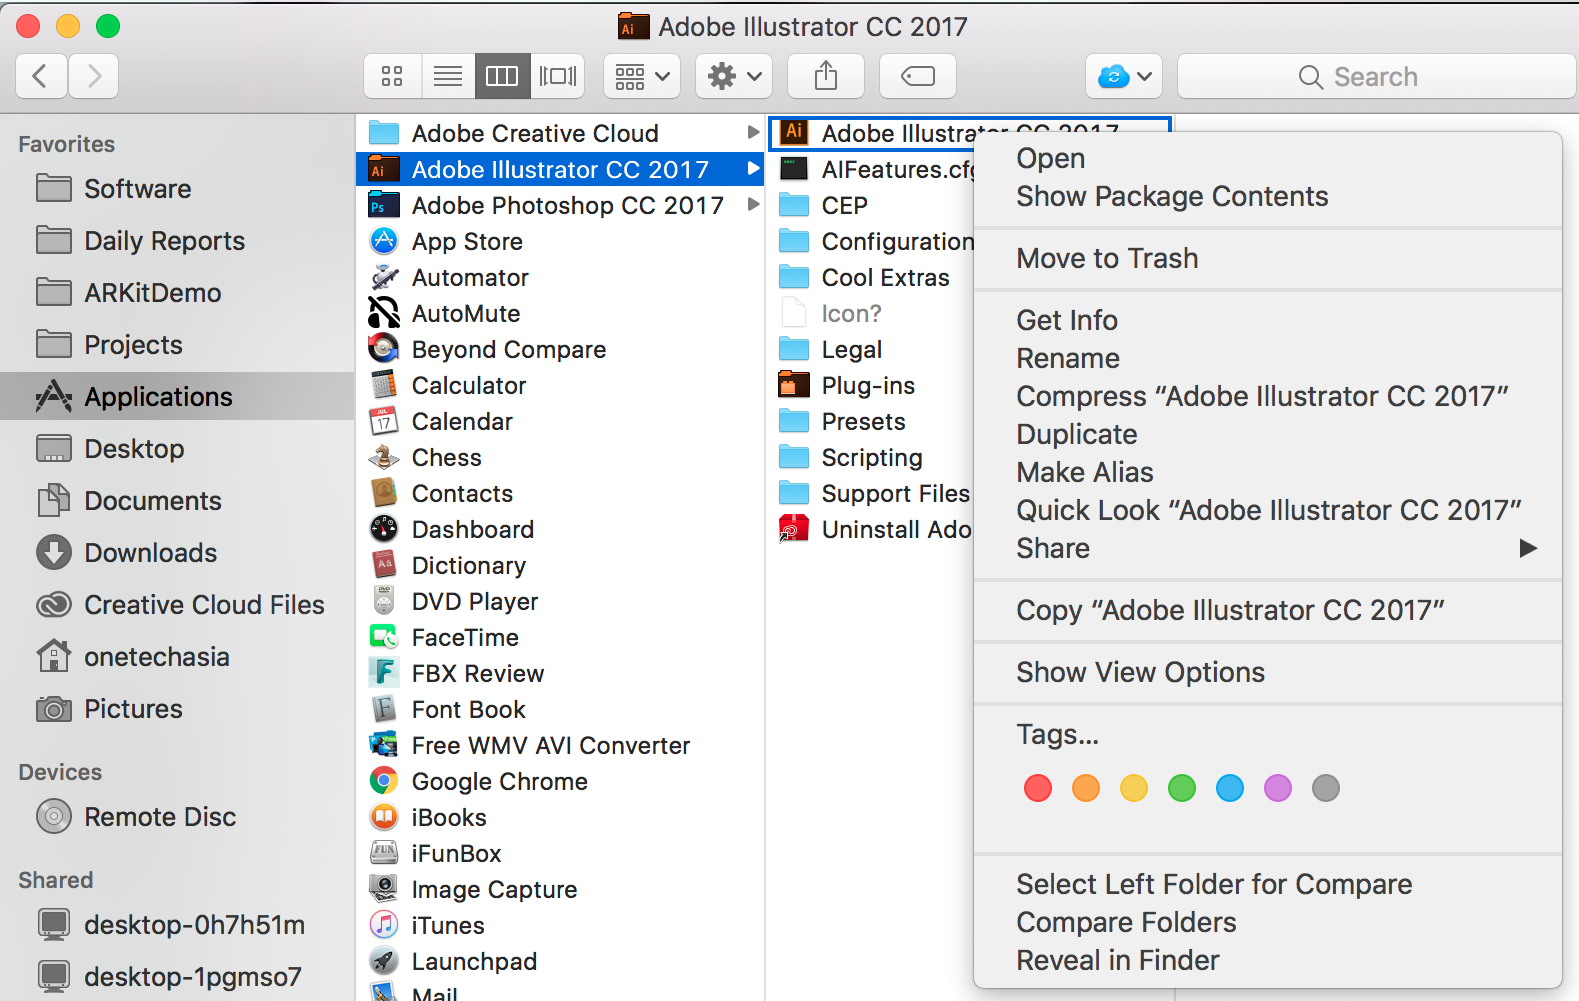 Adobe Illustrator CC 2017
Search
Favorites
Software
Daily Reports
ARKitDemo
Projects
Applications
Desktop
Documents
Downloads
Creative Cloud Files
onetechasia
Pictures
Devices
Remote Disc
Shared
desktop-0h7h51m
desktop-1pgmso7
Adobe Creative Cloud
Adobe Illustrator CC 2017
Adobe Photoshop CC 2017
App Store
Automator
AutoMute
Beyond Compare
Calculator
Calendar
Chess
Contacts
Dashboard
Dictionary
DVD Player
FaceTime
FBX Review
Font Book
Free WMV AVI Converter
Google Chrome
iBooks
iFunBox
Image Capture
iTunes
Launchpad
Mail
Adobe Illustrator CC 2017
AIFeatures.cfg
CEP
Configuration
Cool Extras
Icon?
Legal
Plug-ins
Presets
Scripting
Support Files
Uninstall Ado
Open
Show Package Contents
Move to Trash
Get Info
Rename
Compress “Adobe Illustrator CC 2017”
Duplicate
Make Alias
Quick Look “Adobe Illustrator CC 2017”
Share
Copy “Adobe Illustrator CC 2017”
Show View Options
Tags...
Select Left Folder for Compare
Compare Folders
Reveal in Finder